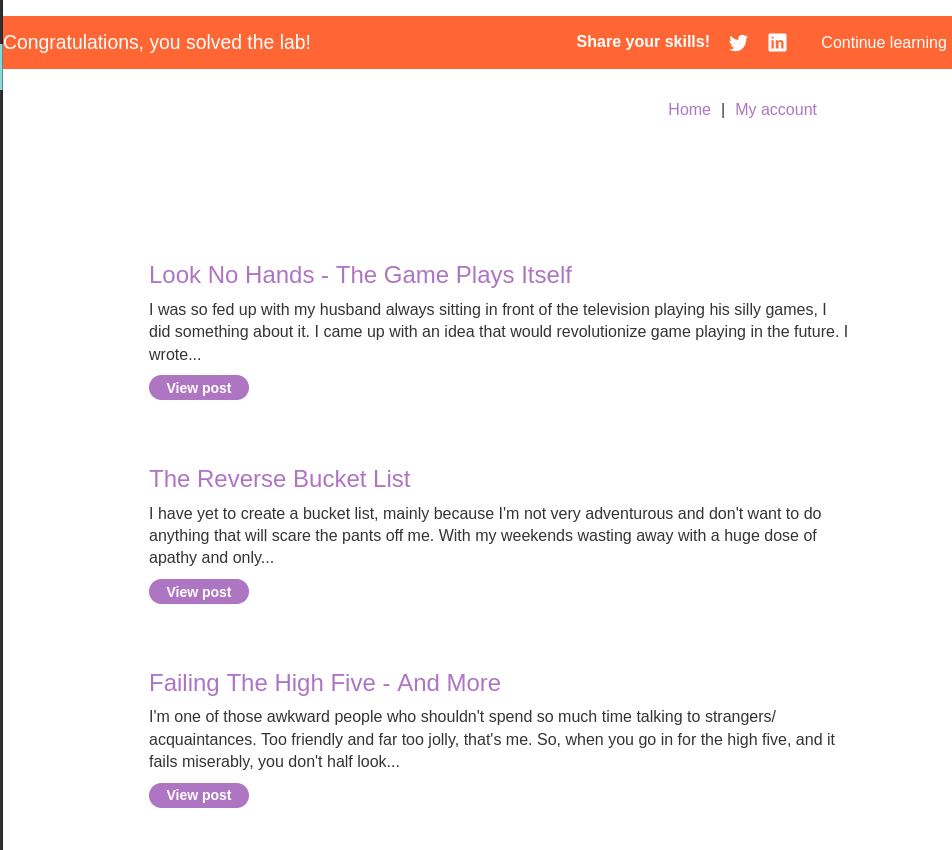 Congratulations, you solved the lab!
Share your skills!
Continue learning
Home | My account
Look No Hands - The Game Plays Itself
I was so fed up with my husband always sitting in front of the television playing his silly games, I
did something about it. I came up with an idea that would revolutionize game playing in the future. I
wrote...
View post
The Reverse Bucket List
I have yet to create a bucket list, mainly because I'm not very adventurous and don't want to do
anything that will scare the pants off me. With my weekends wasting away with a huge dose of
apathy and only...
View post
Failing The High Five - And More
I'm one of those awkward people who shouldn't spend so much time talking to strangers/
acquaintances. Too friendly and far too jolly, that's me. So, when you go in for the high five, and it
fails miserably, you don't half look...
View post